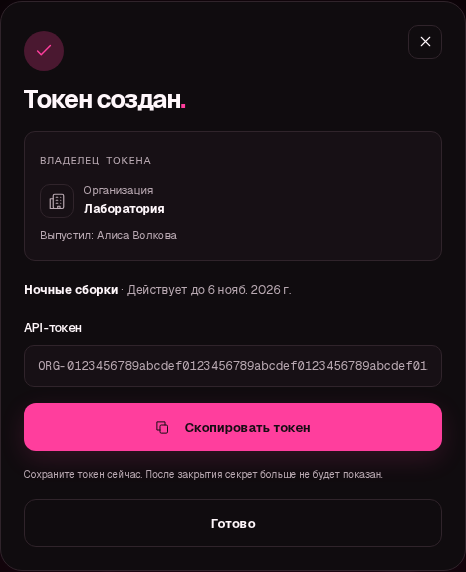 Токен создан.
ВЛАДЕЛЕЦ ТОКЕНА
Организация
Лаборатория
Выпустил: Алиса Волкова
Ночные сборки · Действует до 6 нояб. 2026 г.
API-токен
ORG-0123456789abcdef0123456789abcdef0123456789abcdef01
Скопировать токен
Сохраните токен сейчас. После закрытия секрет больше не будет показан.
Готово